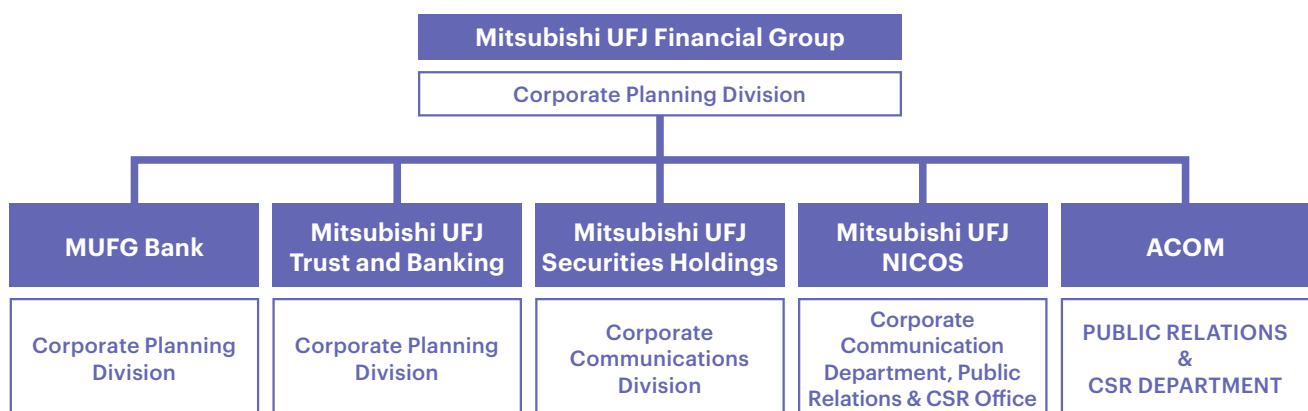 Mitsubishi UFJ Financial Group
Corporate Planning Division
MUFG Bank
Corporate Planning
Division
Mitsubishi UFJ
Trust and Banking
Corporate Planning
Division
Mitsubishi UFJ
Securities Holdings
Corporate
Communications
Division
Mitsubishi UFJ
NICOS
Corporate
Communication
Department, Public
Relations & CSR Office
ACOM
PUBLIC RELATIONS
&
CSR DEPARTMENT